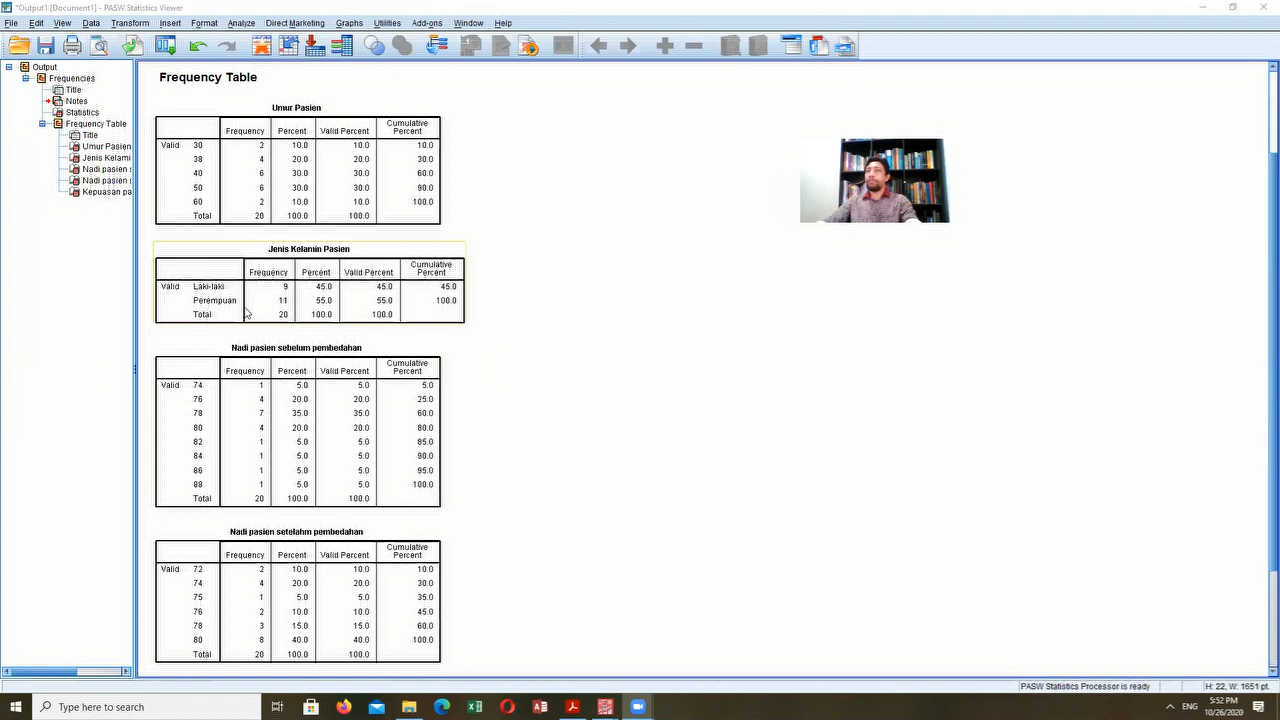 *Output1 [Document1] - PASW Statistics Viewer
File Edit View Data Transform Insert Format Analyze Direct Marketing Graphs Utilities Add-ons Window Help
Output
Frequencies
Title
Notes
Statistics
Frequency Table
Title
Umur Pasien
Jenis Kelami
Nadi pasien s
Nadi pasien s
Kepuasan pa
Frequency Table
Umur Pasien
Frequency Percent Valid Percent Cumulative Percent
Valid 30 2 10.0 10.0 10.0
38 4 20.0 20.0 30.0
40 6 30.0 30.0 60.0
50 6 30.0 30.0 90.0
60 2 10.0 10.0 100.0
Total 20 100.0 100.0
Jenis Kelamin Pasien
Frequency Percent Valid Percent Cumulative Percent
Valid Laki-laki 9 45.0 45.0 45.0
Perempuan 11 55.0 55.0 100.0
Total 20 100.0 100.0
Nadi pasien sebelum pembedahan
Frequency Percent Valid Percent Cumulative Percent
Valid 74 1 5.0 5.0 5.0
76 4 20.0 20.0 25.0
78 7 35.0 35.0 60.0
80 4 20.0 20.0 80.0
82 1 5.0 5.0 85.0
84 1 5.0 5.0 90.0
86 1 5.0 5.0 95.0
88 1 5.0 5.0 100.0
Total 20 100.0 100.0
Nadi pasien setelahm pembedahan
Frequency Percent Valid Percent Cumulative Percent
Valid 72 2 10.0 10.0 10.0
74 4 20.0 20.0 30.0
75 1 5.0 5.0 35.0
76 2 10.0 10.0 45.0
78 3 15.0 15.0 60.0
80 8 40.0 40.0 100.0
Total 20 100.0 100.0
PASW Statistics Processor is ready H: 22, W: 1651 pt.
Type here to search
ENG
5:52 PM
10/26/2020